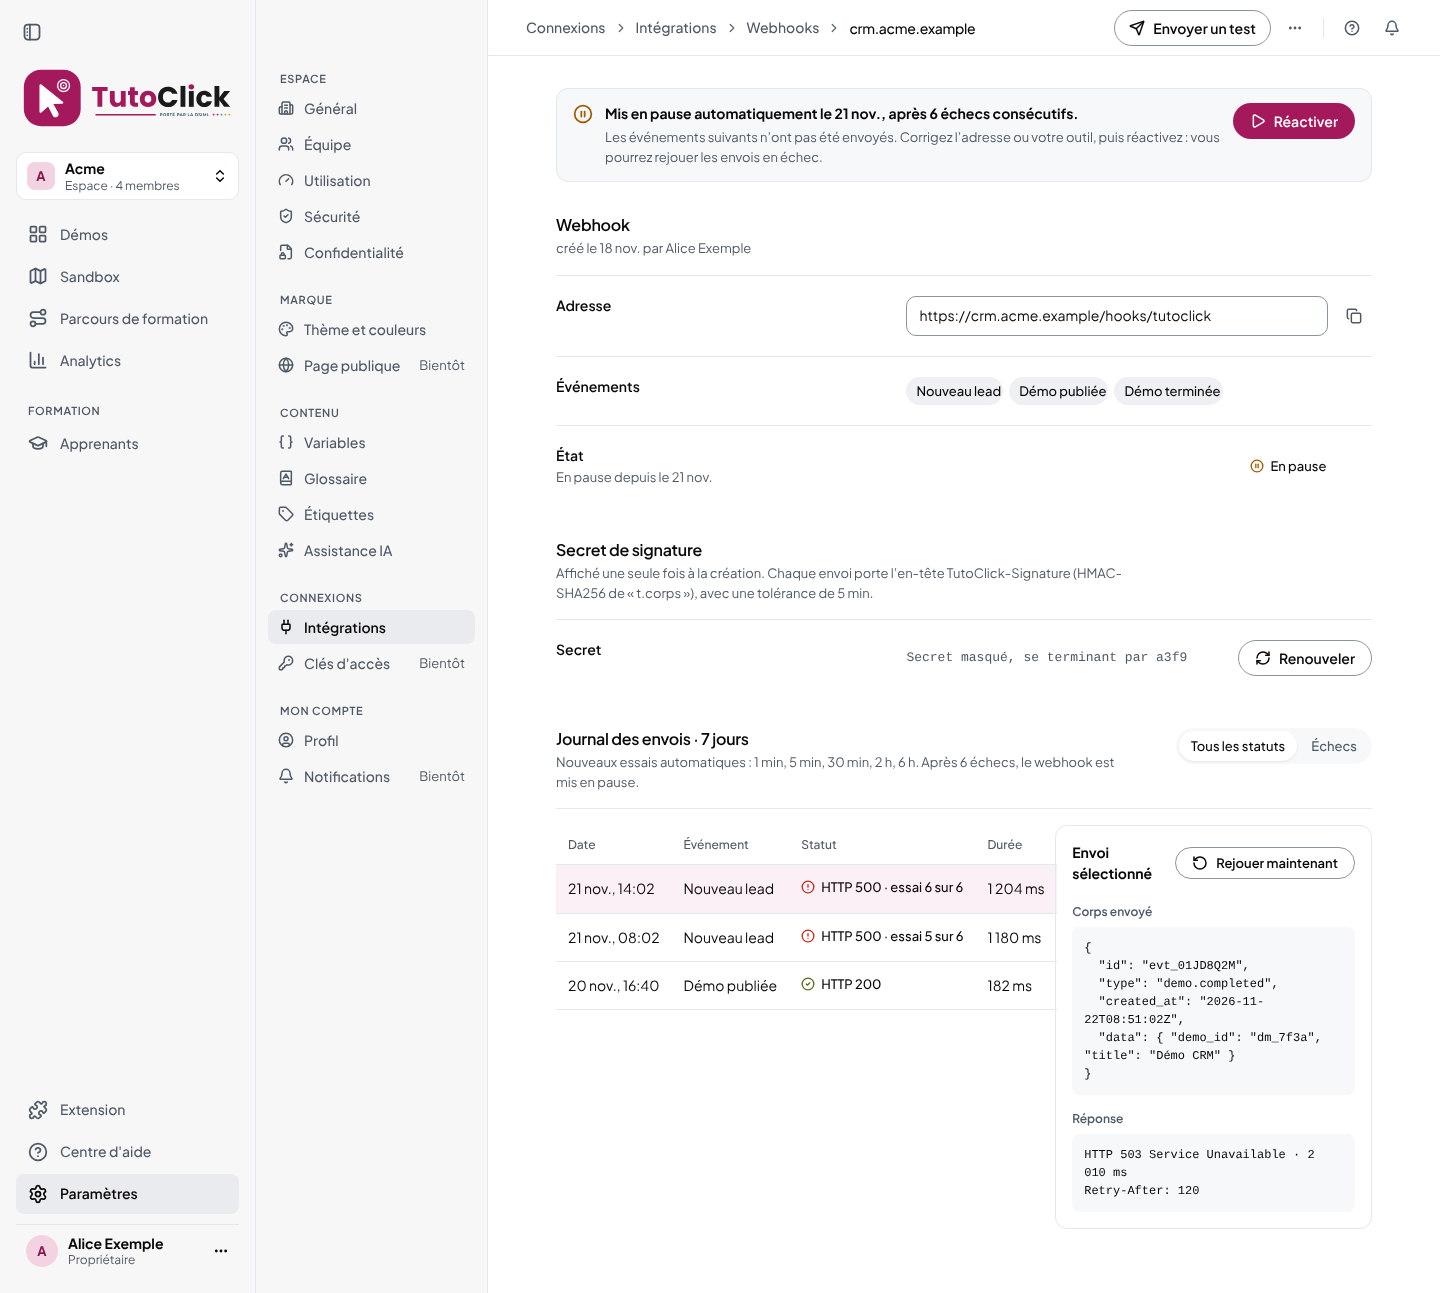 TutoClick
PORTÉ PAR LA DSML
A
Acme
Espace · 4 membres
Démos
Sandbox
Parcours de formation
Analytics
FORMATION
Apprenants
Extension
Centre d'aide
Paramètres
A
Alice Exemple
Propriétaire
ESPACE
Général
Équipe
Utilisation
Sécurité
Confidentialité
MARQUE
Thème et couleurs
Page publique Bientôt
CONTENU
Variables
Glossaire
Étiquettes
Assistance IA
CONNEXIONS
Intégrations
Clés d'accès Bientôt
MON COMPTE
Profil
Notifications Bientôt
Connexions > Intégrations > Webhooks > crm.acme.example
Envoyer un test
Mis en pause automatiquement le 21 nov., après 6 échecs consécutifs.
Les événements suivants n'ont pas été envoyés. Corrigez l'adresse ou votre outil, puis réactivez : vous
pourrez rejouer les envois en échec.
Réactiver
Webhook
créé le 18 nov. par Alice Exemple
Adresse
https://crm.acme.example/hooks/tutoclick
Événements
Nouveau lead Démo publiée Démo terminée
État
En pause depuis le 21 nov.
En pause
Secret de signature
Affiché une seule fois à la création. Chaque envoi porte l'en-tête TutoClick-Signature (HMAC-
SHA256 de « t.corps »), avec une tolérance de 5 min.
Secret
Secret masqué, se terminant par a3f9
Renouveler
Journal des envois · 7 jours
Nouveaux essais automatiques : 1 min, 5 min, 30 min, 2 h, 6 h. Après 6 échecs, le webhook est
mis en pause.
Tous les statuts Échecs
Date Événement Statut Durée
21 nov., 14:02 Nouveau lead HTTP 500 · essai 6 sur 6 1 204 ms
21 nov., 08:02 Nouveau lead HTTP 500 · essai 5 sur 6 1 180 ms
20 nov., 16:40 Démo publiée HTTP 200 182 ms
Envoi
sélectionné
Rejouer maintenant
Corps envoyé
{
"id": "evt_01JD8Q2M",
"type": "demo.completed",
"created_at": "2026-11-
22T08:51:02Z",
"data": { "demo_id": "dm_7f3a",
"title": "Démo CRM" }
}
Réponse
HTTP 503 Service Unavailable · 2
010 ms
Retry-After: 120